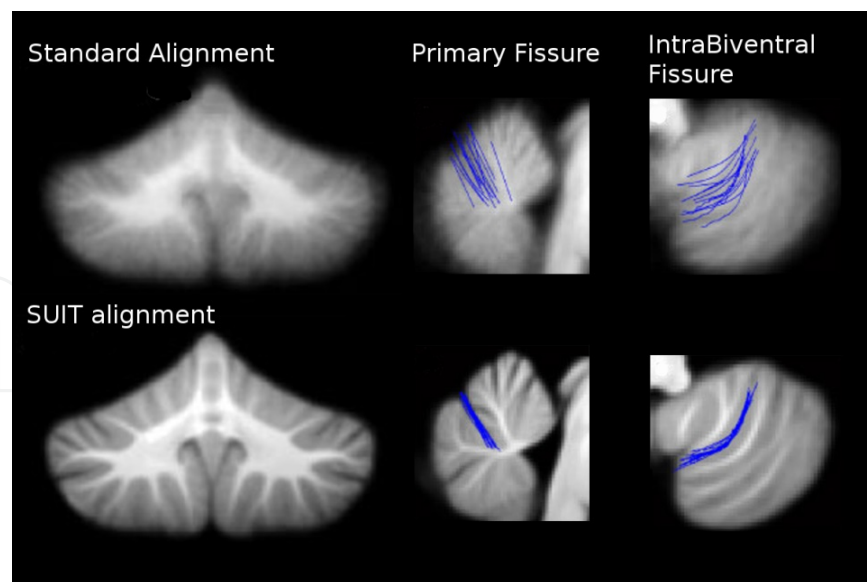 Standard Alignment
Primary Fissure
IntraBiventral
Fissure
SUIT alignment